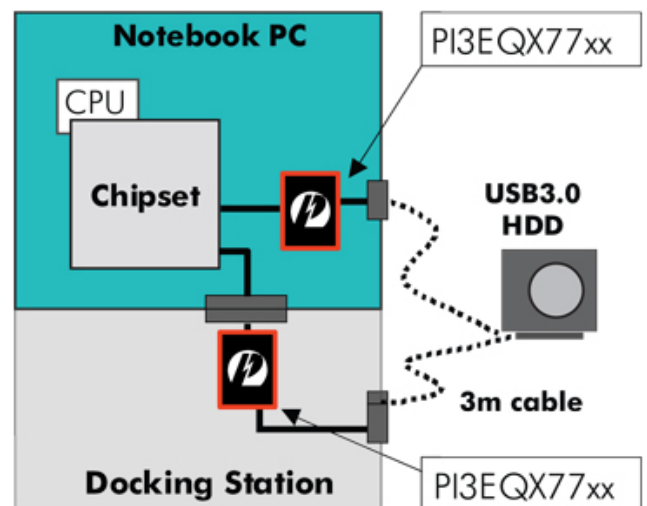 Notebook PC
PI3EQX77xx
CPU
Chipset
USB3.0
HDD
3m cable
Docking Station
PI3EQX77xx